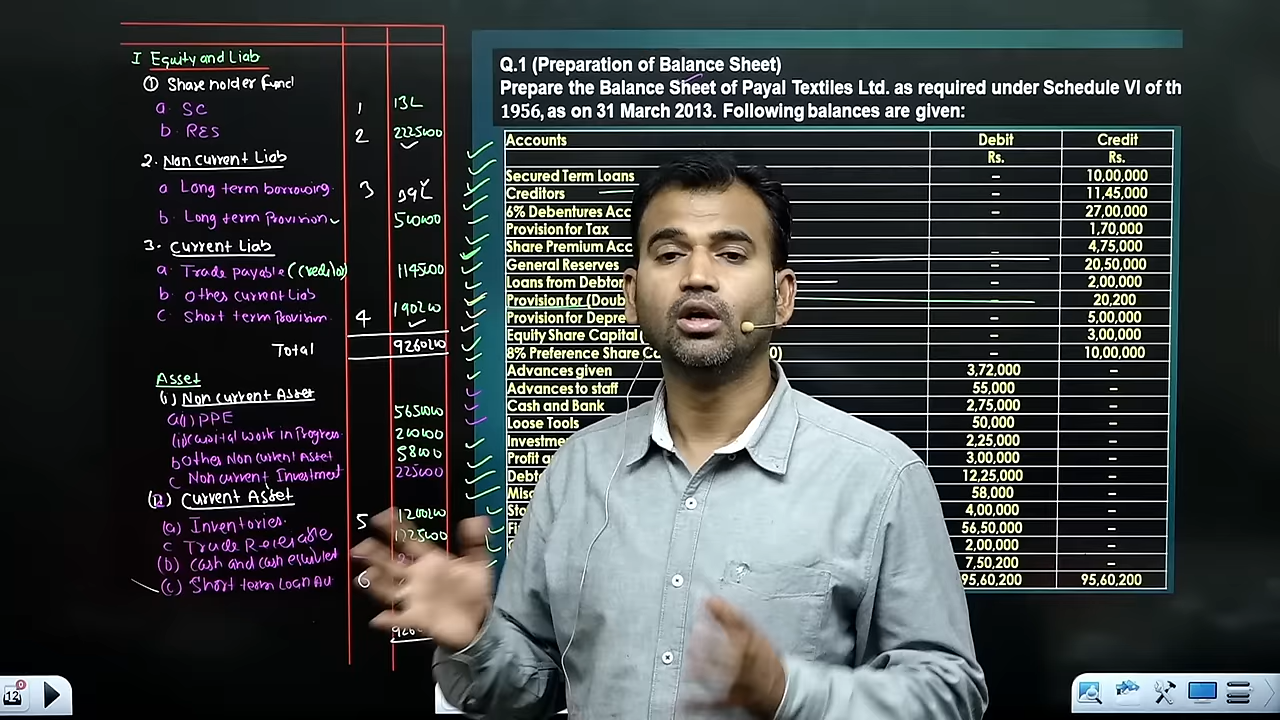 I Equity and Liab
① Share holder Fund
a. SC 1 13L
b. RES 2 2225000
2. Non Current Liab
a Long term borrowing. 3 39L
b. Long term Provision 500000
3. Current Liab
a. Trade payable (Creditor) 1145000
b. Other current Liab
C. Short term Provision. 4 190200
Total 9260200
Asset
(1) Non current Asset
a(i) PPE 5650000
(ii) Capital work in Progress. 200000
b Other Non current Asset 58000
C Non current Investment 225000
(2) Current Asset
(a) Inventories. 5 1200200
C Trade Receivable 1225000
(b) cash and cash equivalent
(c) Short term Loan Ad 6
Q.1 (Preparation of Balance Sheet)
Prepare the Balance Sheet of Payal Textiles Ltd. as required under Schedule VI of th
1956, as on 31 March 2013. Following balances are given:
Accounts Debit Credit
Rs. Rs.
Secured Term Loans – 10,00,000
Creditors – 11,45,000
6% Debentures Acc – 27,00,000
Provision for Tax 1,70,000
Share Premium Acc – 4,75,000
General Reserves – 20,50,000
Loans from Debtor – 2,00,000
Provision for (Doub – 20,200
Provision for Depre – 5,00,000
Equity Share Capital ( – 3,00,000
8% Preference Share Ca 0) – 10,00,000
Advances given 3,72,000 –
Advances to staff 55,000 –
Cash and Bank 2,75,000 –
Loose Tools 50,000 –
Investme 2,25,000 –
Profit a 3,00,000 –
Debt 12,25,000 –
Misc 58,000 –
Sto 4,00,000 –
Fi 56,50,000 –
2,00,000 –
7,50,200 –
95,60,200 95,60,200
12
0